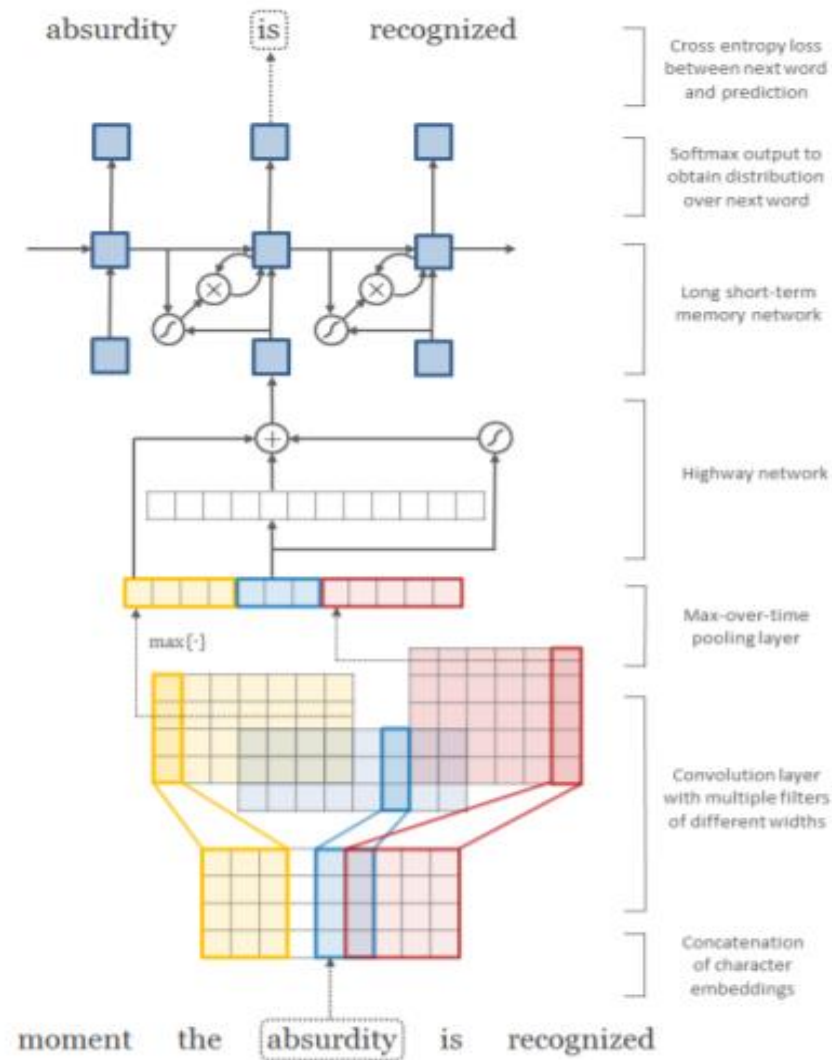 absurdity is recognized
Cross entropy loss
between next word
and prediction
Softmax output to
obtain distribution
over next word
Long short-term
memory network
Highway network
Max-over-time
pooling layer
max{·}
Convolution layer
with multiple filters
of different widths
Concatenation
of character
embeddings
moment the absurdity is recognized